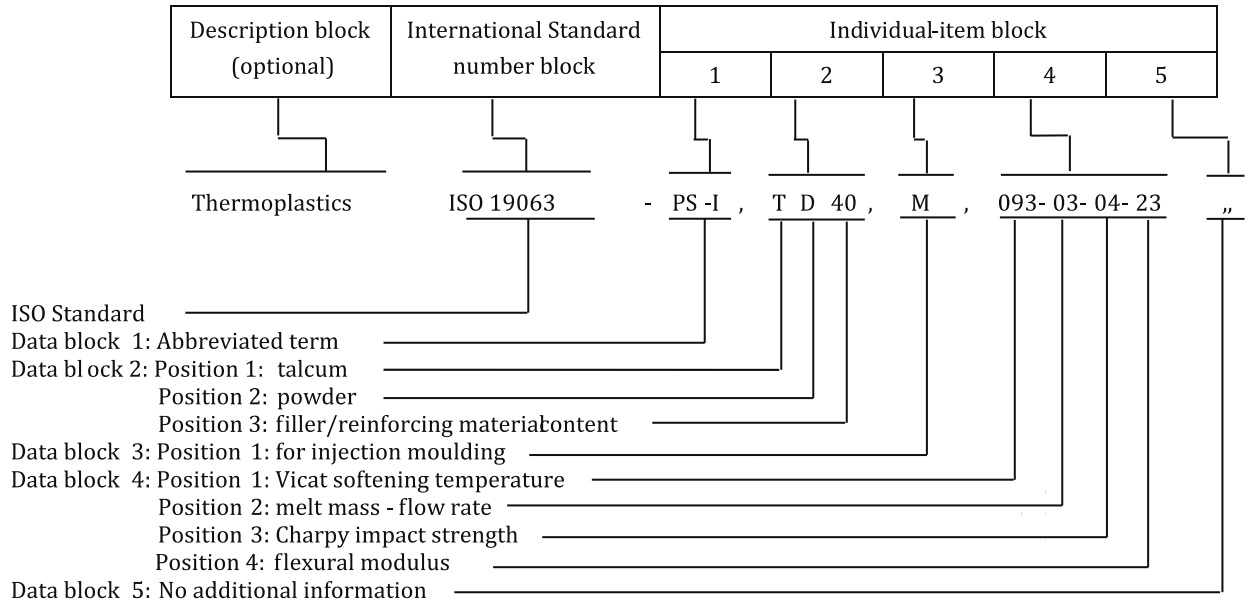 Description block (optional) International Standard number block Individual-item block
1 2 3 4 5
Thermoplastics ISO 19063 - PS -I , T D 40 , M , 093- 03- 04- 23 ,,
ISO Standard
Data block 1: Abbreviated term
Data block 2: Position 1: talcum
Position 2: powder
Position 3: filler/reinforcing material content
Data block 3: Position 1: for injection moulding
Data block 4: Position 1: Vicat softening temperature
Position 2: melt mass - flow rate
Position 3: Charpy impact strength
Position 4: flexural modulus
Data block 5: No additional information